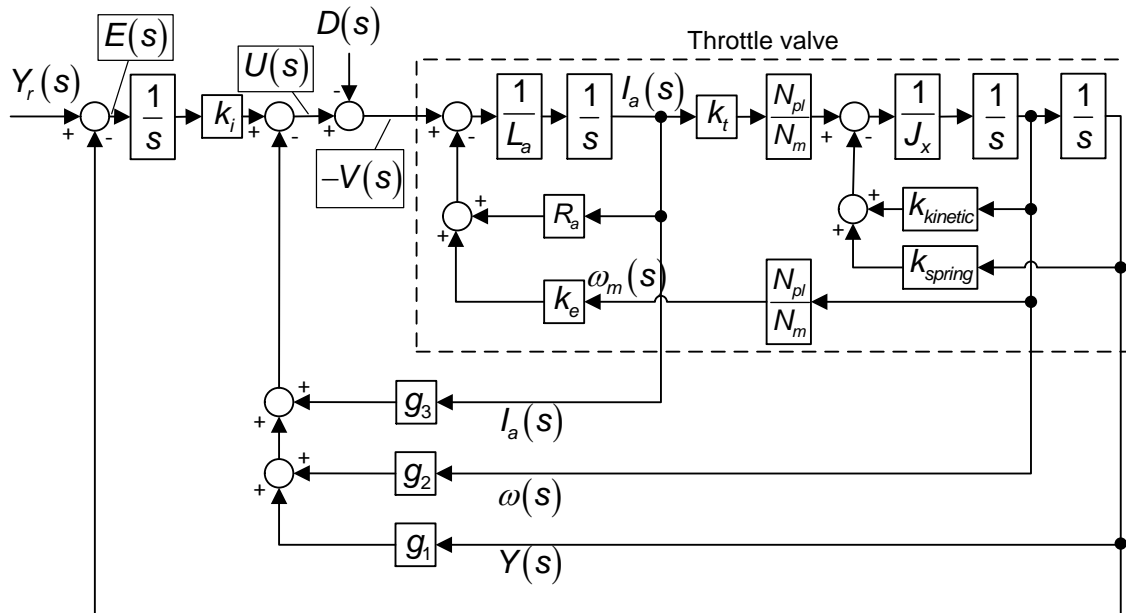 E(s)
D(s)
Throttle valve
Y_r(s)
U(s)
I_a(s)
+
-
1/s
k_i
+
-
+
-
+
-
1/L_a
1/s
k_t
N_pl/N_m
+
-
1/J_x
1/s
1/s
-V(s)
+
+
R_a
+
+
k_kinetic
k_spring
ω_m(s)
k_e
N_pl/N_m
+
+
g_3
I_a(s)
+
+
g_2
ω(s)
g_1
Y(s)